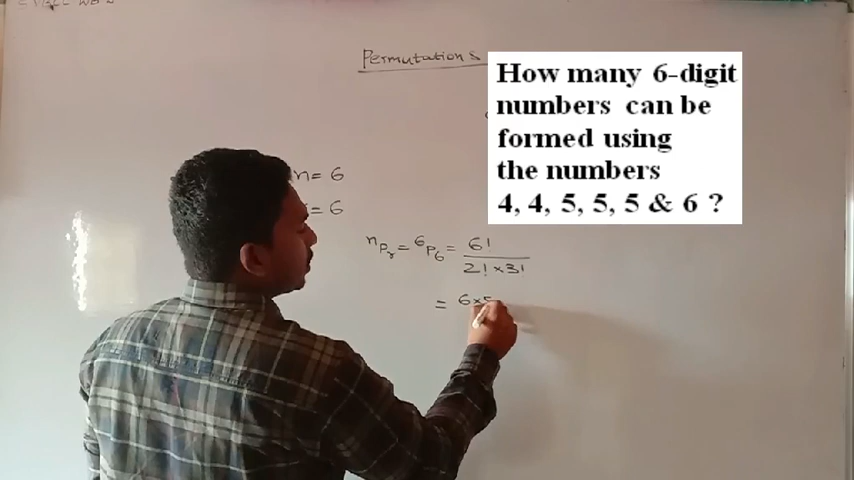 Permutations
How many 6-digit
numbers can be
formed using
the numbers
4, 4, 5, 5, 5 & 6 ?
n = 6
= 6
ⁿPᵣ = ⁶P₆ = 6! / 2! × 3!
= 6×5